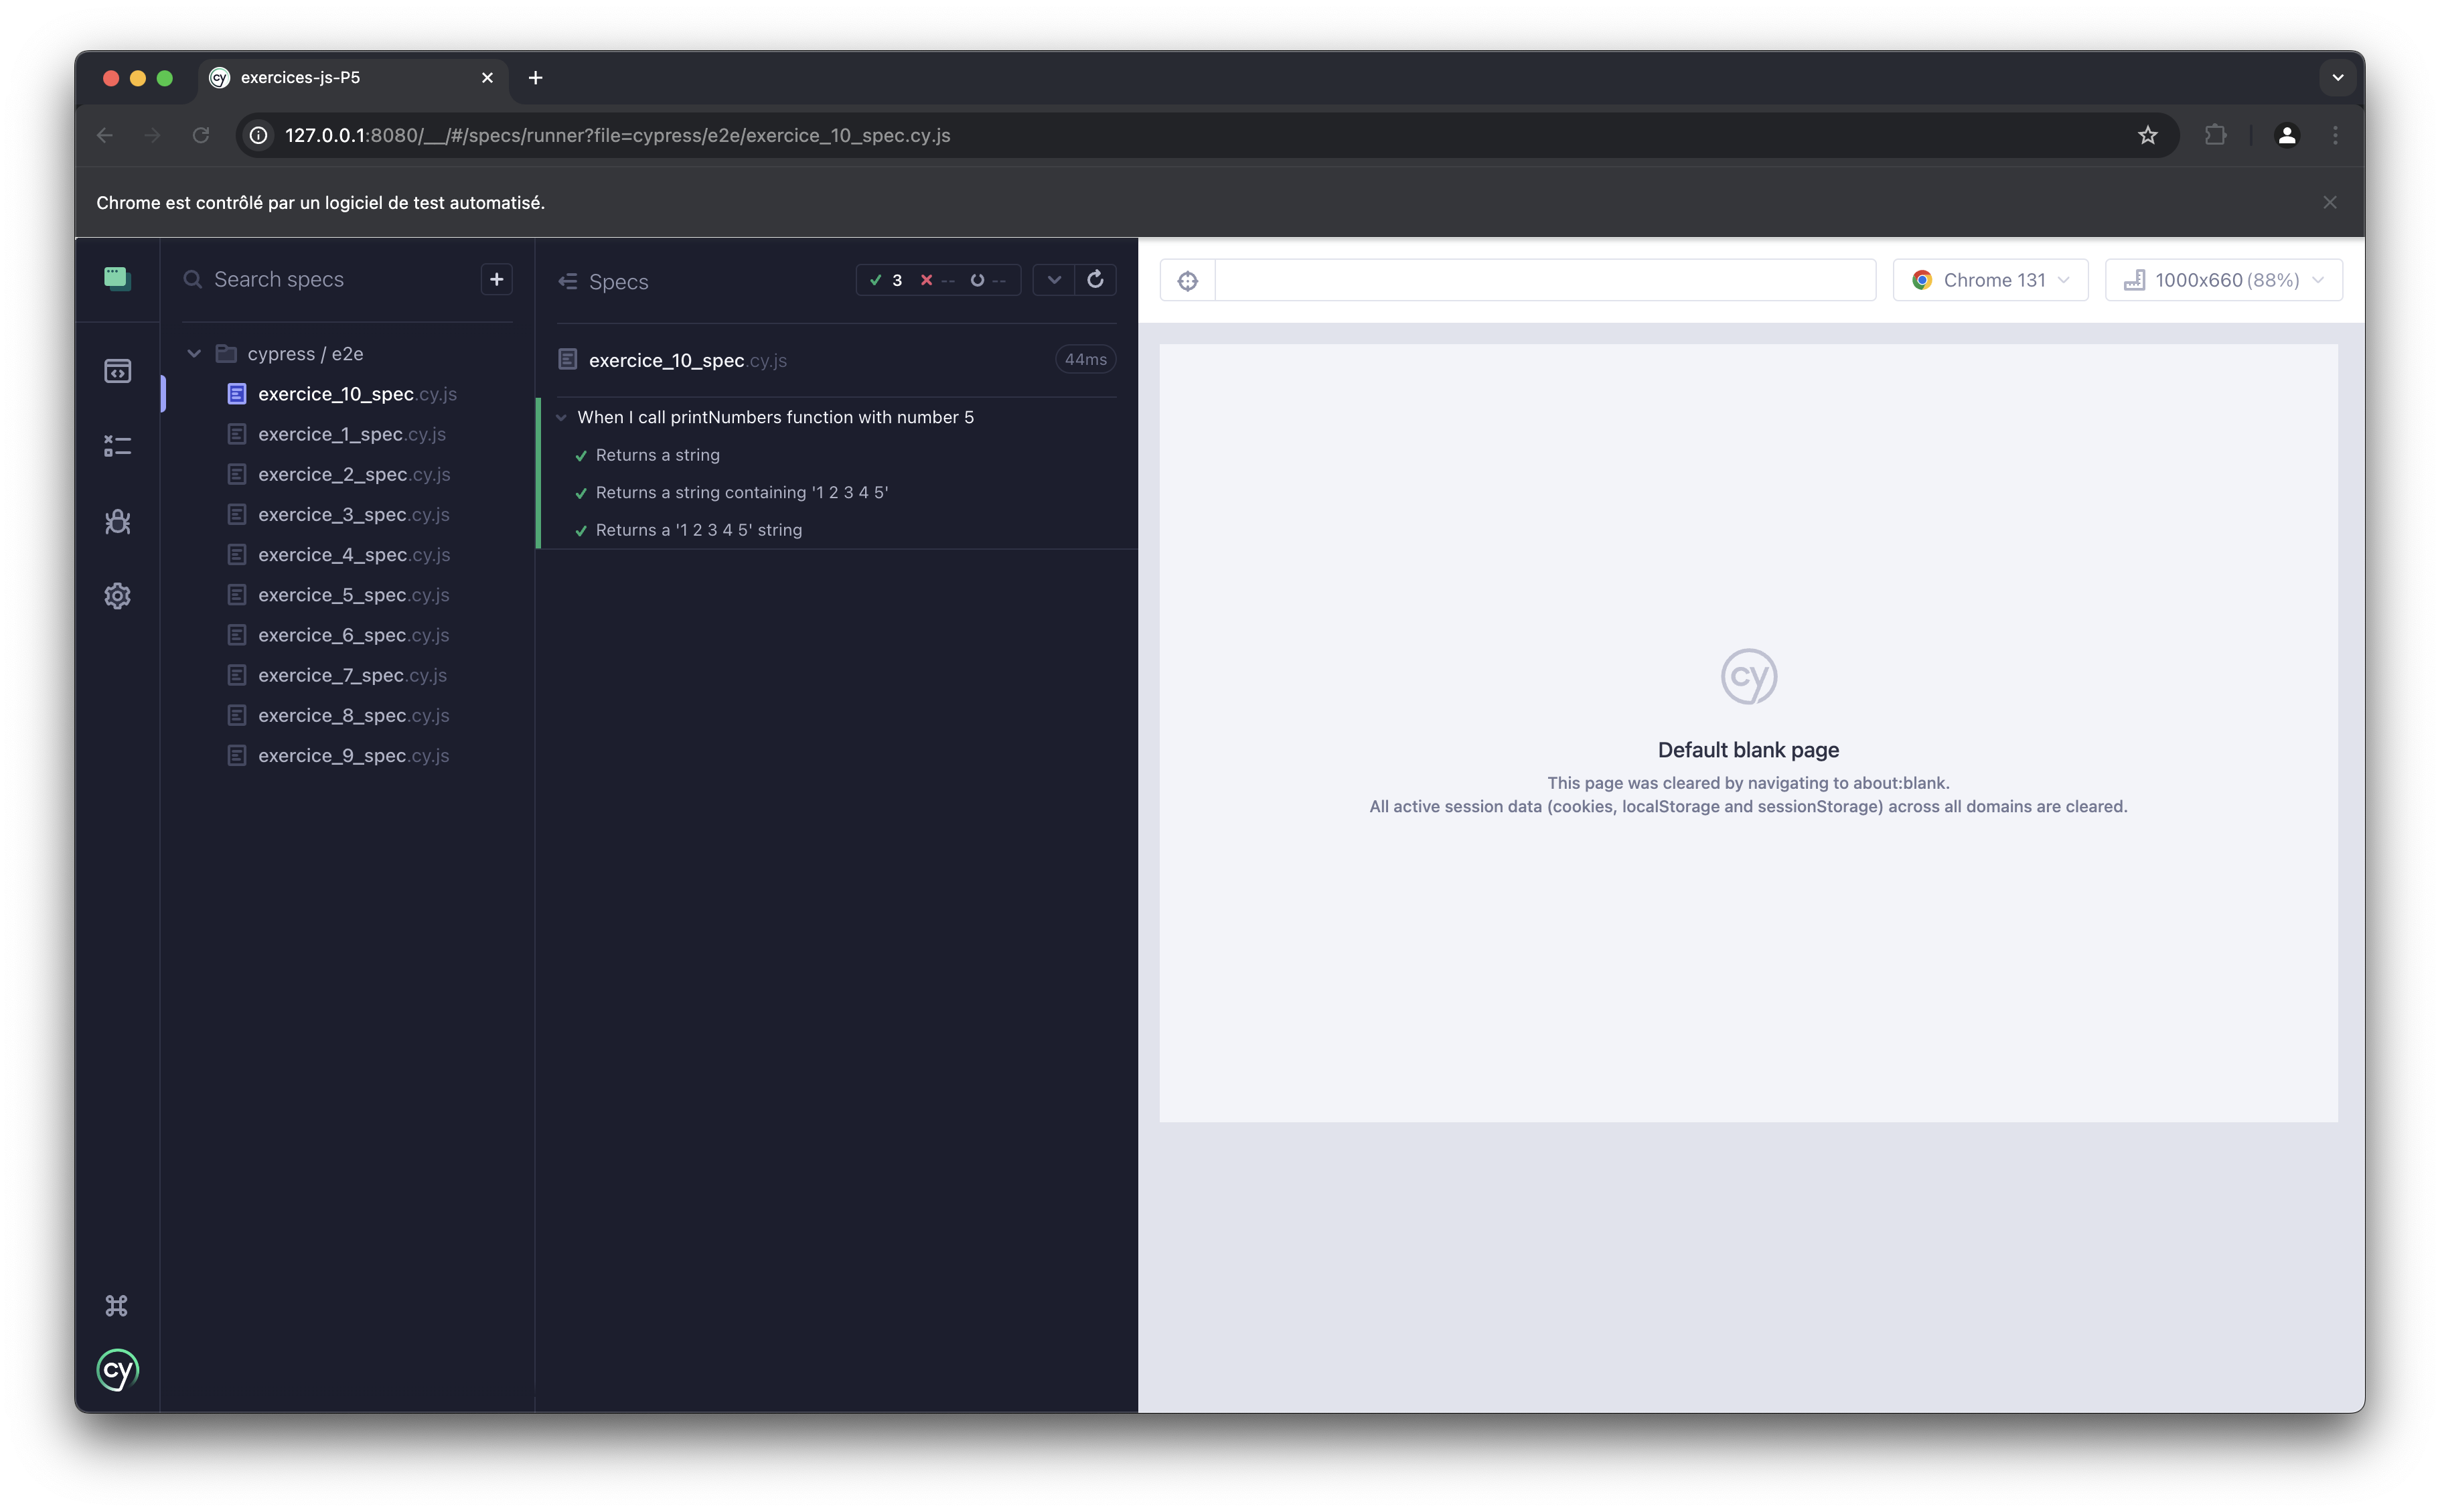 exercices-js-P5
127.0.0.1:8080/__/#/specs/runner?file=cypress/e2e/exercice_10_spec.cy.js
Chrome est contrôlé par un logiciel de test automatisé.
Search specs
cypress / e2e
exercice_10_spec.cy.js
exercice_1_spec.cy.js
exercice_2_spec.cy.js
exercice_3_spec.cy.js
exercice_4_spec.cy.js
exercice_5_spec.cy.js
exercice_6_spec.cy.js
exercice_7_spec.cy.js
exercice_8_spec.cy.js
exercice_9_spec.cy.js
cy
Specs
3 -- --
exercice_10_spec.cy.js 44ms
When I call printNumbers function with number 5
Returns a string
Returns a string containing '1 2 3 4 5'
Returns a '1 2 3 4 5' string
Chrome 131
1000x660 (88%)
cy
Default blank page
This page was cleared by navigating to about:blank.
All active session data (cookies, localStorage and sessionStorage) across all domains are cleared.